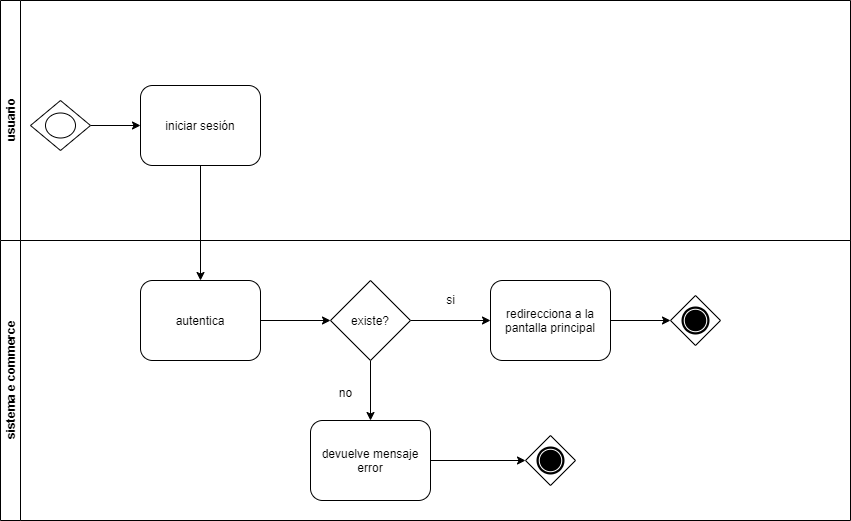 usuario
iniciar sesión
sistema e commerce
autentica
existe?
si
redirecciona a la
pantalla principal
no
devuelve mensaje
error